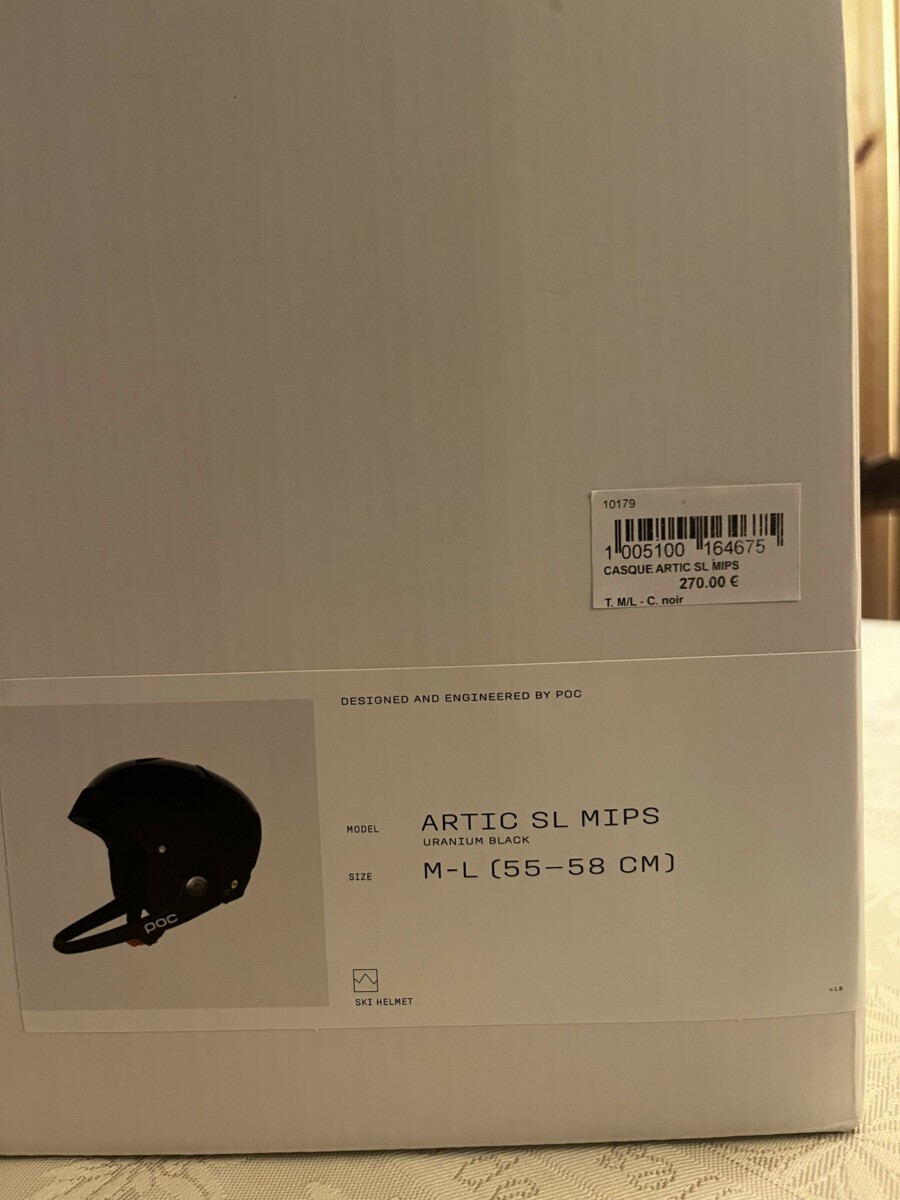 10179
1 005100 164675
CASQUE ARTIC SL MIPS
270.00 €
T. M/L - C. noir
DESIGNED AND ENGINEERED BY POC
MODEL ARTIC SL MIPS
URANIUM BLACK
SIZE M-L (55–58 CM)
poc
SKI HELMET